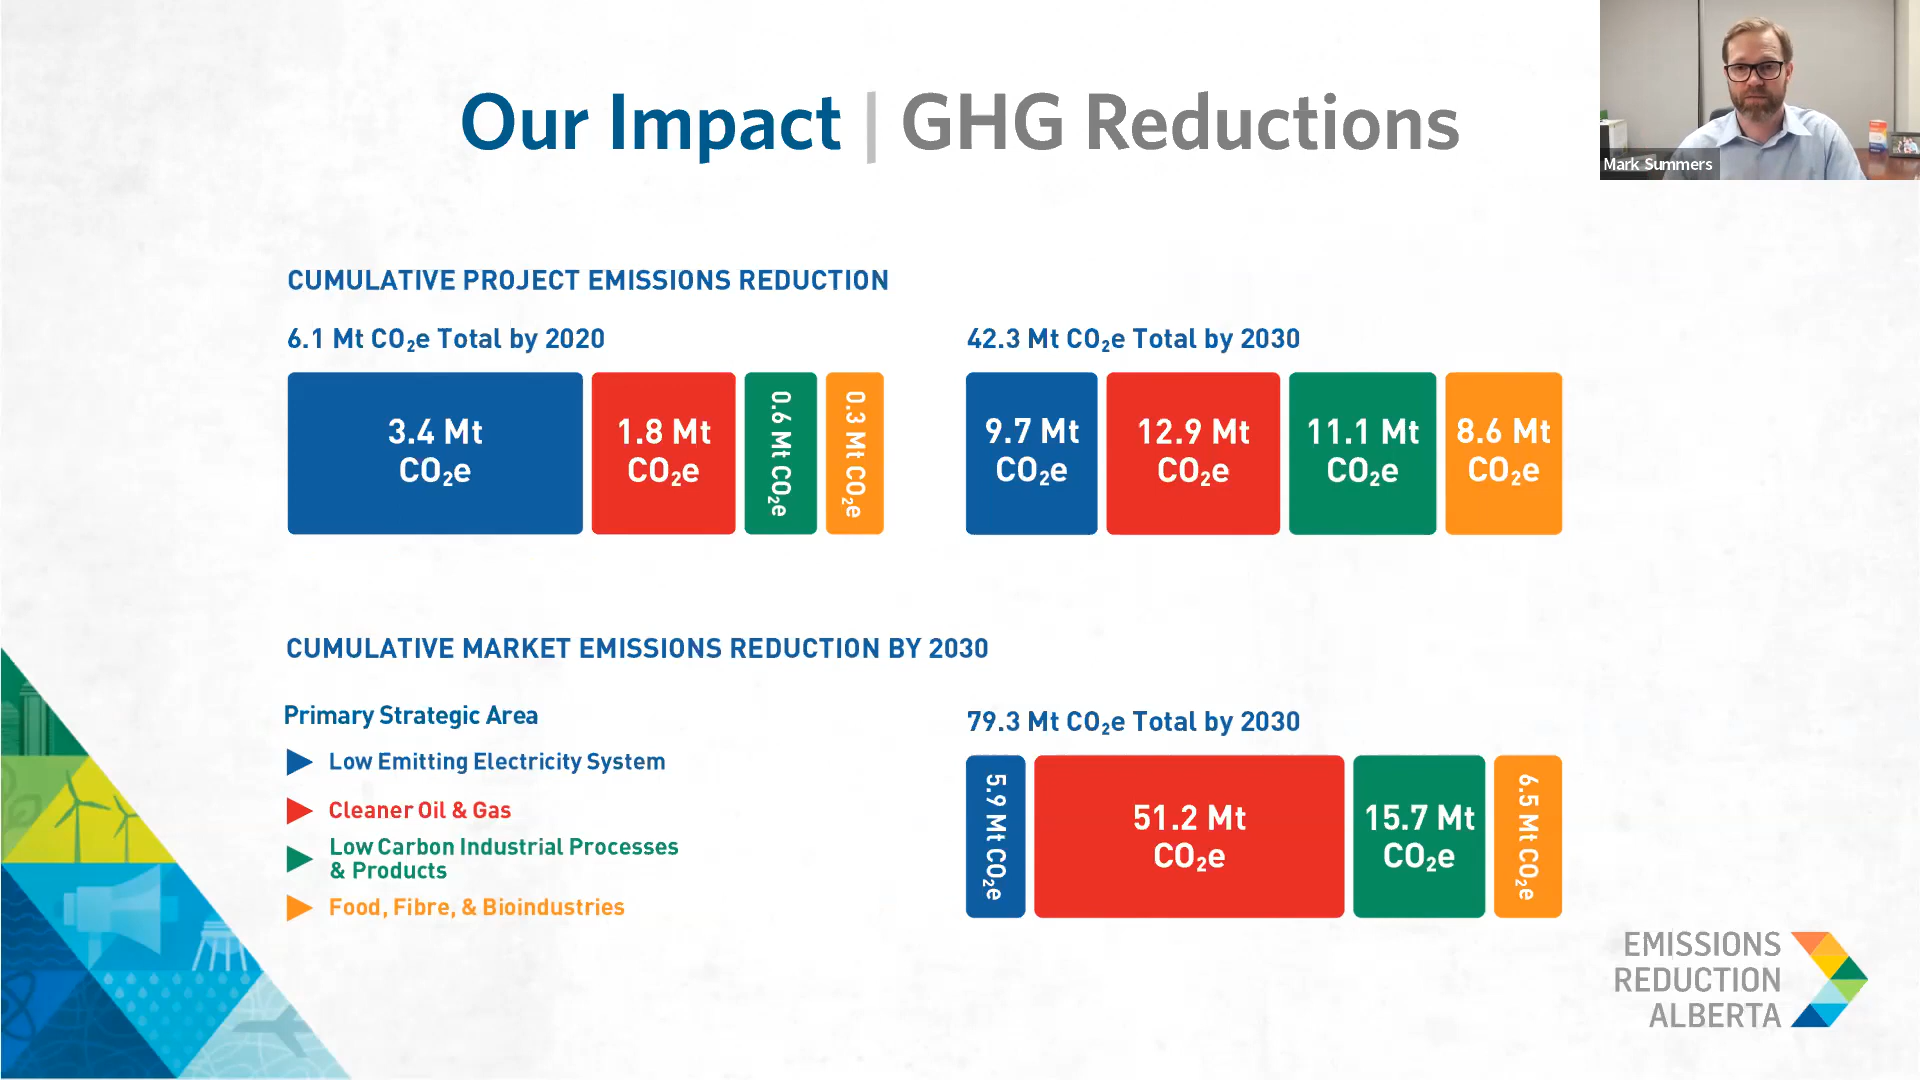 Our Impact | GHG Reductions
Mark Summers
CUMULATIVE PROJECT EMISSIONS REDUCTION
6.1 Mt CO₂e Total by 2020
3.4 Mt
CO₂e
1.8 Mt
CO₂e
0.6 Mt CO₂e
0.3 Mt CO₂e
42.3 Mt CO₂e Total by 2030
9.7 Mt
CO₂e
12.9 Mt
CO₂e
11.1 Mt
CO₂e
8.6 Mt
CO₂e
CUMULATIVE MARKET EMISSIONS REDUCTION BY 2030
Primary Strategic Area
Low Emitting Electricity System
Cleaner Oil & Gas
Low Carbon Industrial Processes
& Products
Food, Fibre, & Bioindustries
79.3 Mt CO₂e Total by 2030
5.9 Mt CO₂e
51.2 Mt
CO₂e
15.7 Mt
CO₂e
6.5 Mt CO₂e
EMISSIONS
REDUCTION
ALBERTA